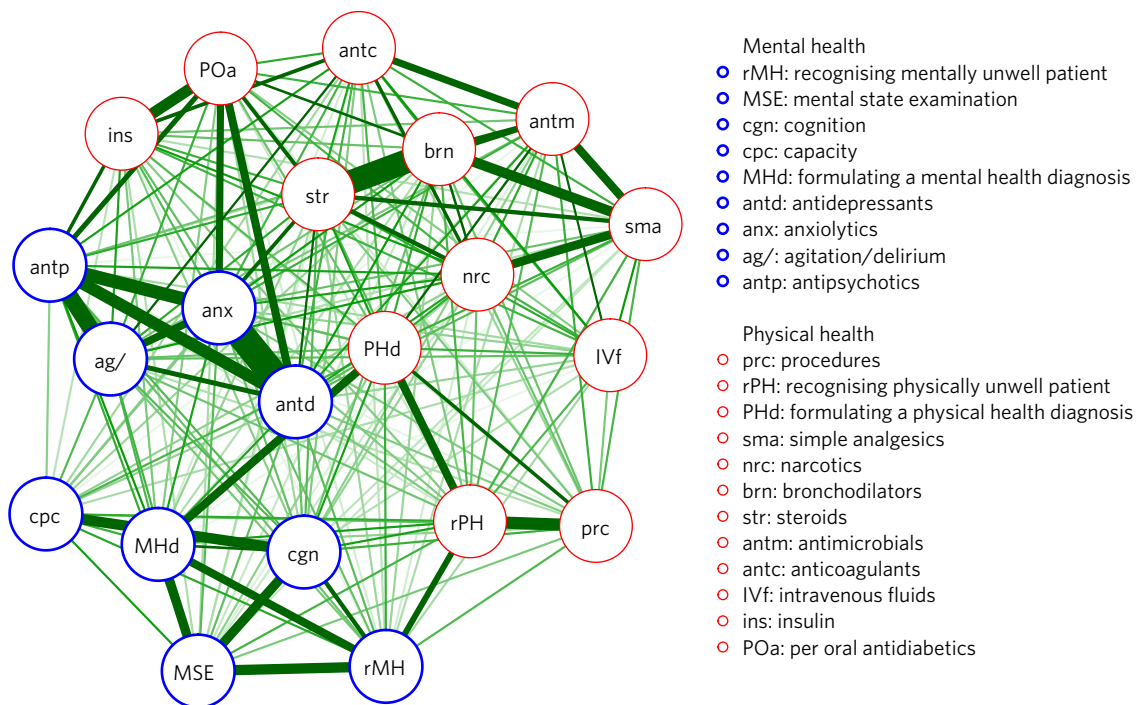 antc
POa
antm
ins
brn
str
sma
antp
nrc
anx
PHd
IVf
ag/
antd
cpc
rPH
prc
MHd
cgn
MSE
rMH
Mental health
rMH: recognising mentally unwell patient
MSE: mental state examination
cgn: cognition
cpc: capacity
MHd: formulating a mental health diagnosis
antd: antidepressants
anx: anxiolytics
ag/: agitation/delirium
antp: antipsychotics
Physical health
prc: procedures
rPH: recognising physically unwell patient
PHd: formulating a physical health diagnosis
sma: simple analgesics
nrc: narcotics
brn: bronchodilators
str: steroids
antm: antimicrobials
antc: anticoagulants
IVf: intravenous fluids
ins: insulin
POa: per oral antidiabetics